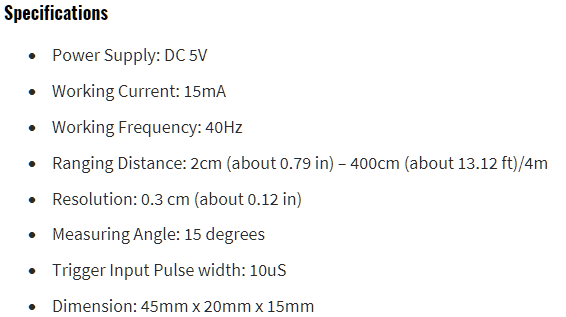 Specifications
• Power Supply: DC 5V
• Working Current: 15mA
• Working Frequency: 40Hz
• Ranging Distance: 2cm (about 0.79 in) – 400cm (about 13.12 ft)/4m
• Resolution: 0.3 cm (about 0.12 in)
• Measuring Angle: 15 degrees
• Trigger Input Pulse width: 10uS
• Dimension: 45mm x 20mm x 15mm